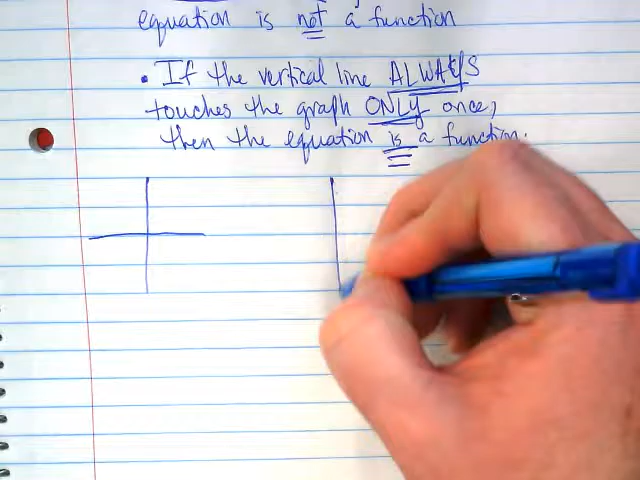 equation is not a function
• If the vertical line ALWAYS
touches the graph ONLY once,
then the equation is a function.